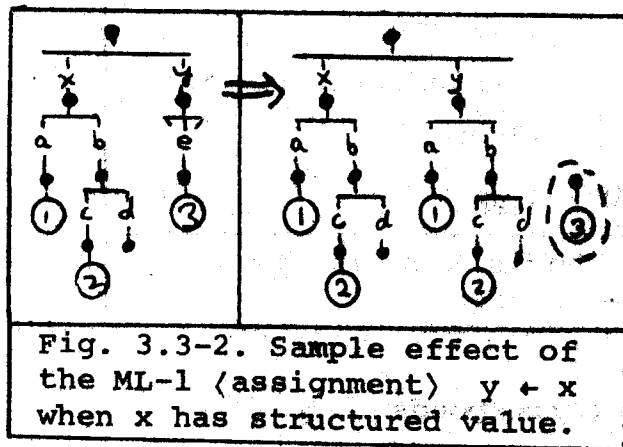 x y ⇒ x y
a b e a b a b
① c d ③ ① c d ① c d ③
② ② ②
Fig. 3.3-2. Sample effect of
the ML-1 ⟨assignment⟩ y ← x
when x has structured value.